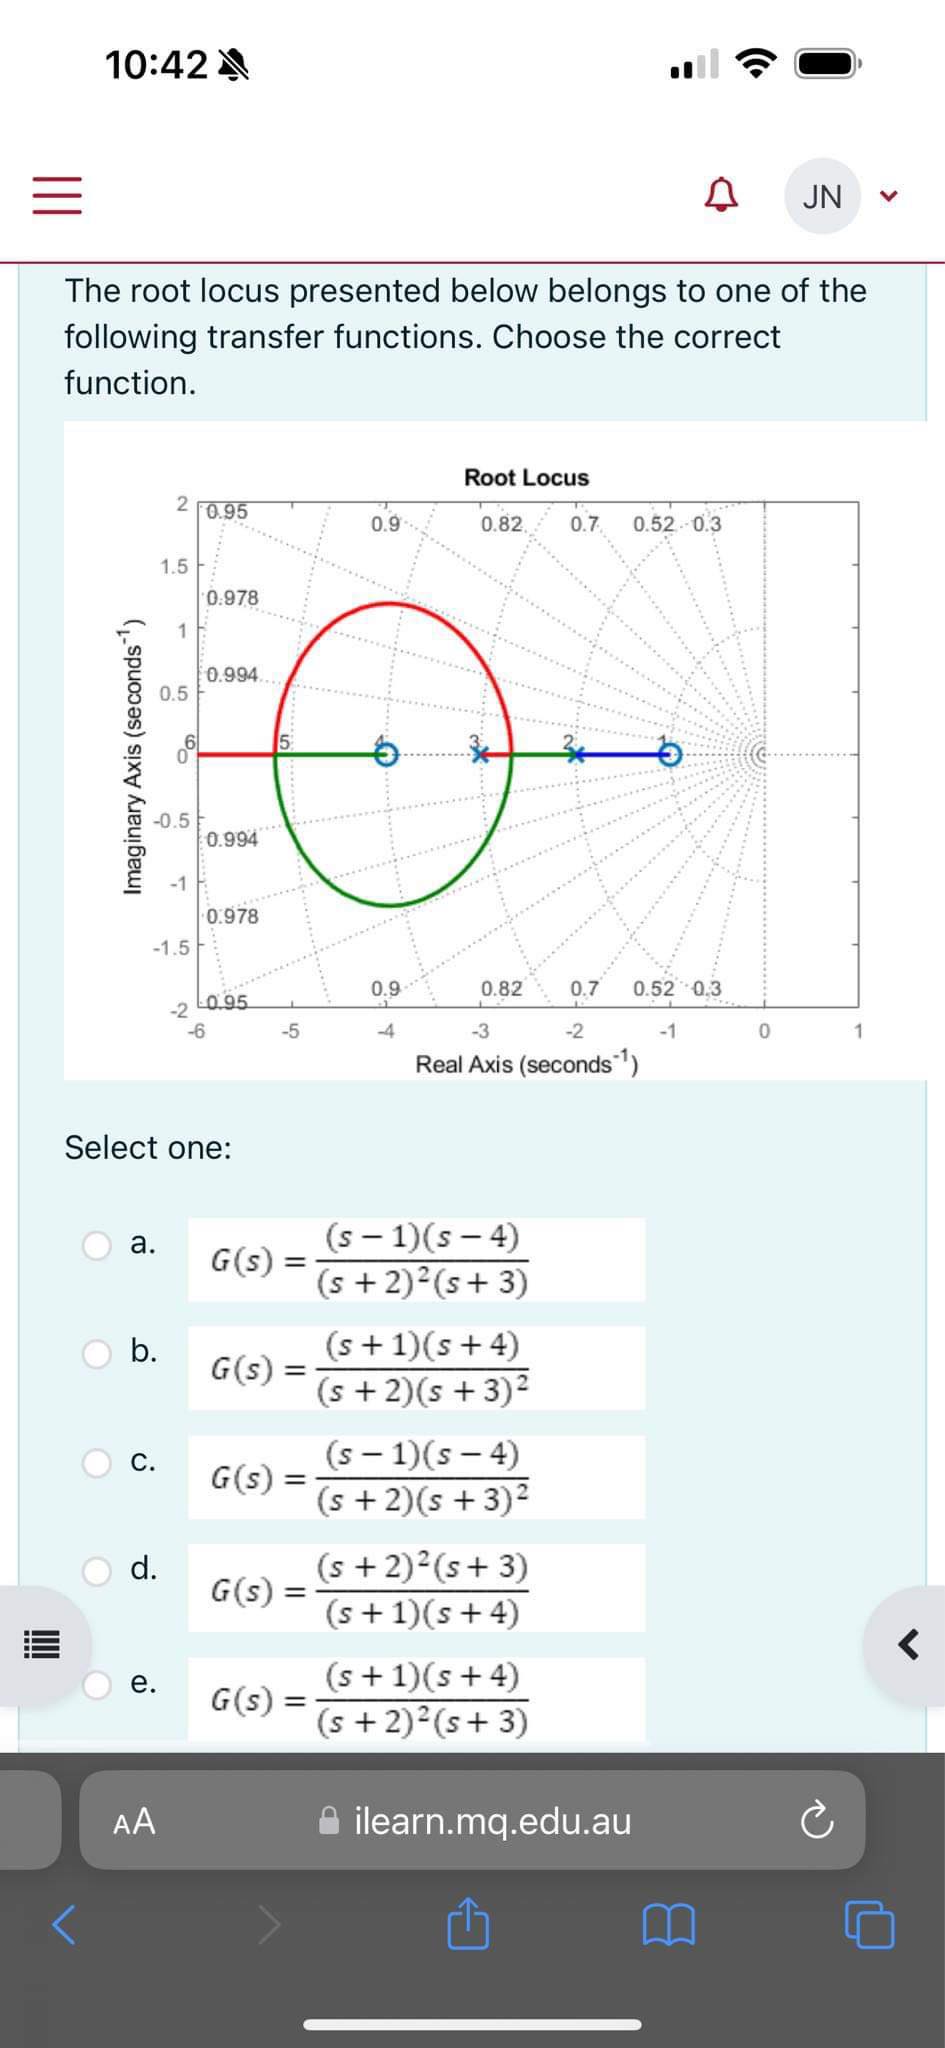 10:42
JN
The root locus presented below belongs to one of the
following transfer functions. Choose the correct
function.
Root Locus
2
1.5
1
0.5
0
-0.5
-1
-1.5
-2
Imaginary Axis (seconds⁻¹)
0.95
0.9
0.82
0.7
0.52
0.3
0.978
0.994
6
5
4
3
2
1
0.994
0.978
0.95
0.9
0.82
0.7
0.52
0.3
-6
-5
-4
-3
-2
-1
0
1
Real Axis (seconds⁻¹)
Select one:
a. G(s) = (s − 1)(s − 4) / (s + 2)²(s + 3)
b. G(s) = (s + 1)(s + 4) / (s + 2)(s + 3)²
c. G(s) = (s − 1)(s − 4) / (s + 2)(s + 3)²
d. G(s) = (s + 2)²(s + 3) / (s + 1)(s + 4)
e. G(s) = (s + 1)(s + 4) / (s + 2)²(s + 3)
AA
ilearn.mq.edu.au